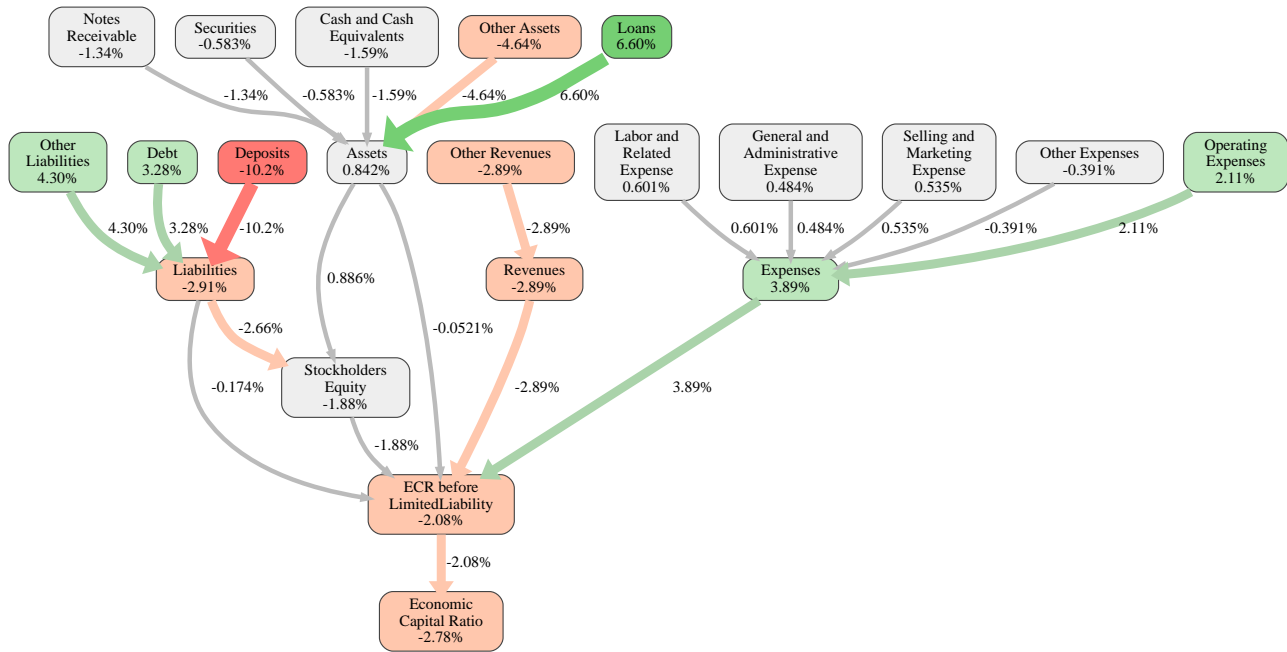 Notes
Receivable
-1.34%
Securities
-0.583%
Cash and Cash
Equivalents
-1.59%
Other Assets
-4.64%
Loans
6.60%
-1.34%
-0.583%
-1.59%
-4.64%
6.60%
Other
Liabilities
4.30%
Debt
3.28%
Deposits
-10.2%
Assets
0.842%
Other Revenues
-2.89%
Labor and
Related
Expense
0.601%
General and
Administrative
Expense
0.484%
Selling and
Marketing
Expense
0.535%
Other Expenses
-0.391%
Operating
Expenses
2.11%
4.30%
3.28%
-10.2%
-2.89%
0.601%
0.484%
0.535%
-0.391%
2.11%
Liabilities
-2.91%
0.886%
Revenues
-2.89%
Expenses
3.89%
-2.66%
-0.0521%
Stockholders
Equity
-1.88%
-0.174%
-2.89%
3.89%
-1.88%
ECR before
LimitedLiability
-2.08%
-2.08%
Economic
Capital Ratio
-2.78%